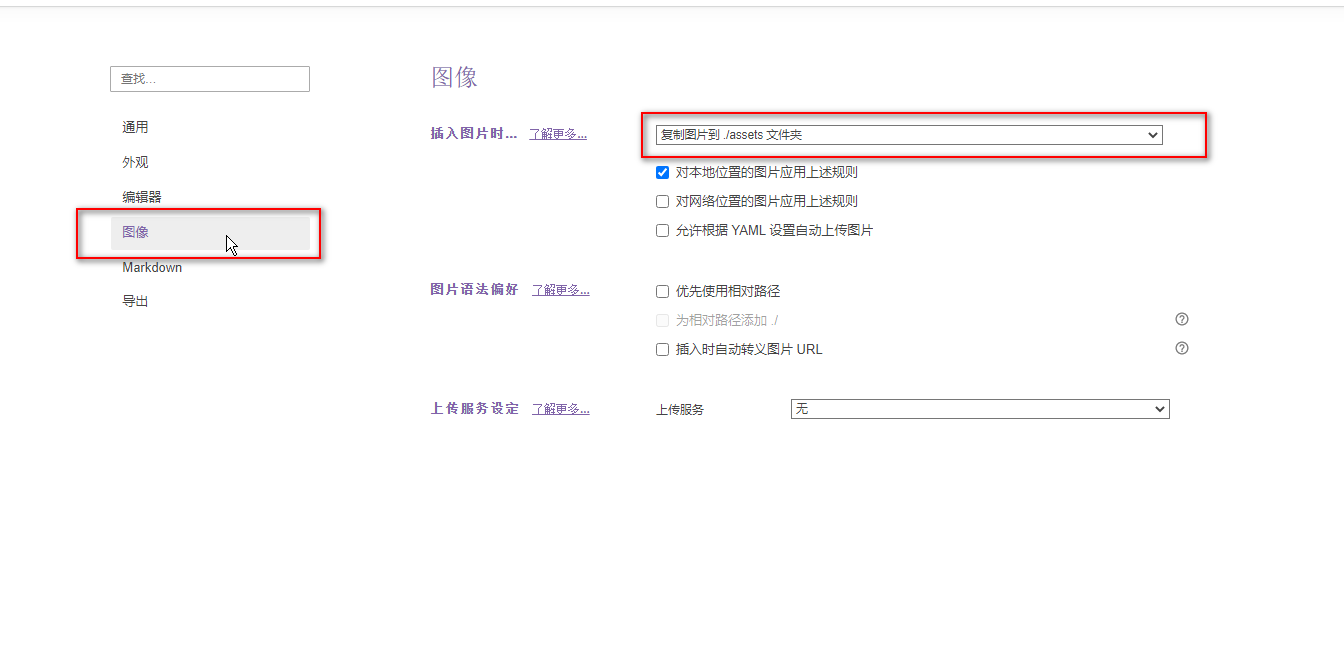 查找...
通用
外观
编辑器
图像
Markdown
导出
图像
插入图片时... 了解更多...
复制图片到 ./assets 文件夹
对本地位置的图片应用上述规则
对网络位置的图片应用上述规则
允许根据 YAML 设置自动上传图片
图片语法偏好 了解更多...
优先使用相对路径
为相对路径添加 ./
插入时自动转义图片 URL
上传服务设定 了解更多...
上传服务 无